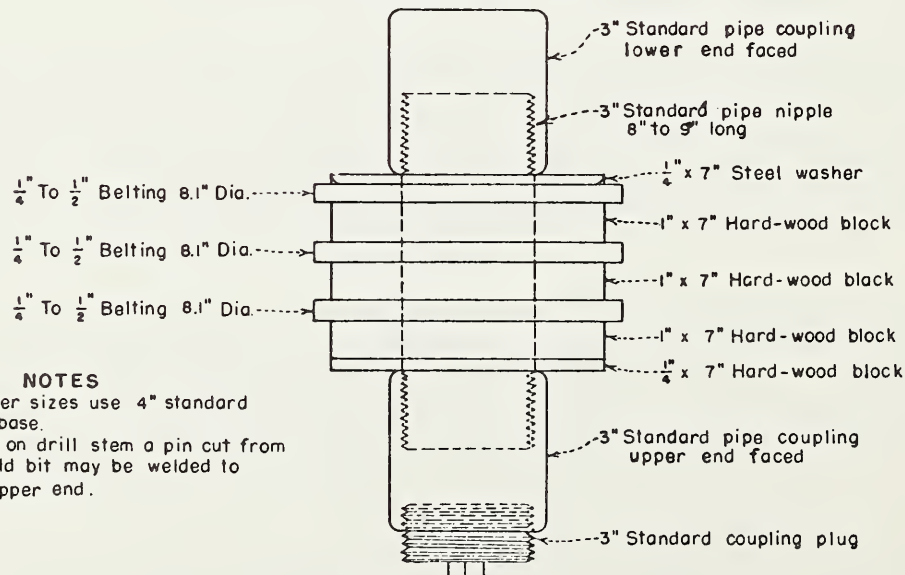 3" Standard pipe coupling
lower end faced
3" Standard pipe nipple
8" to 9" long
1/4" x 7" Steel washer
1/4" To 1/2" Belting 8.1" Dia.
1" x 7" Hard-wood block
1/4" To 1/2" Belting 8.1" Dia.
1" x 7" Hard-wood black
1/4" To 1/2" Belting 8.1" Dia.
1" x 7" Hard-wood block
1/4" x 7" Hard-wood block
NOTES
er sizes use 4" standard
base.
on drill stem a pin cut from
ld bit may be welded to
pper end.
3" Standard pipe coupling
upper end faced
3" Standard coupling plug